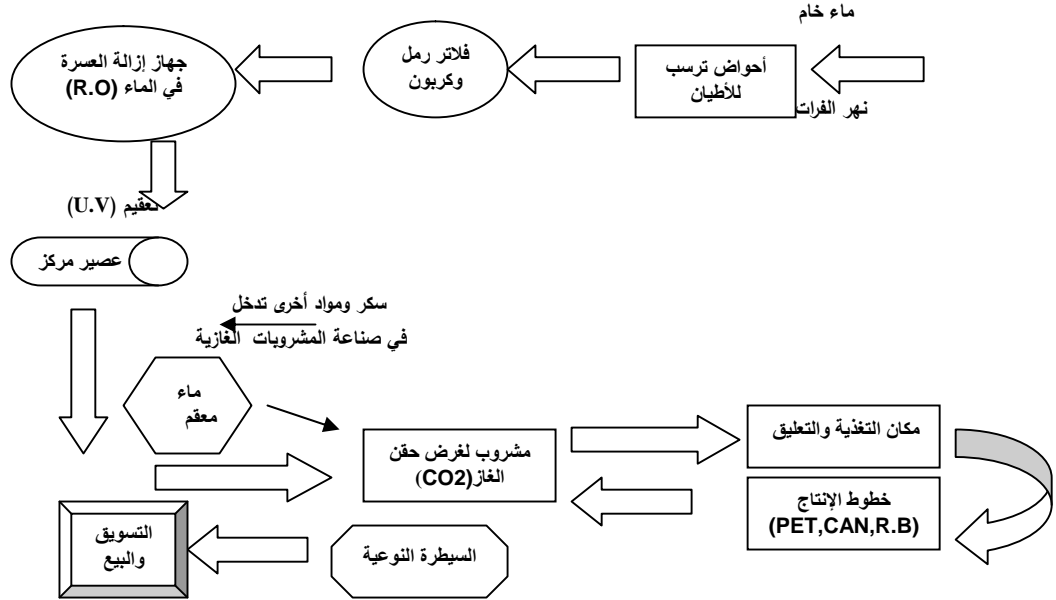 ماء خام
نهر الفرات
أحواض ترسب
للأطيان
فلاتر رمل
وكربون
جهاز إزالة العسرة
في الماء (R.O)
تعقيم (U.V)
عصير مركز
سكر ومواد أخرى تدخل
في صناعة المشروبات الغازية
ماء
معقم
مشروب لغرض حقن
الغاز(CO2)
مكان التغذية والتعليق
خطوط الإنتاج
(PET,CAN,R.B)
السيطرة النوعية
التسويق
والبيع